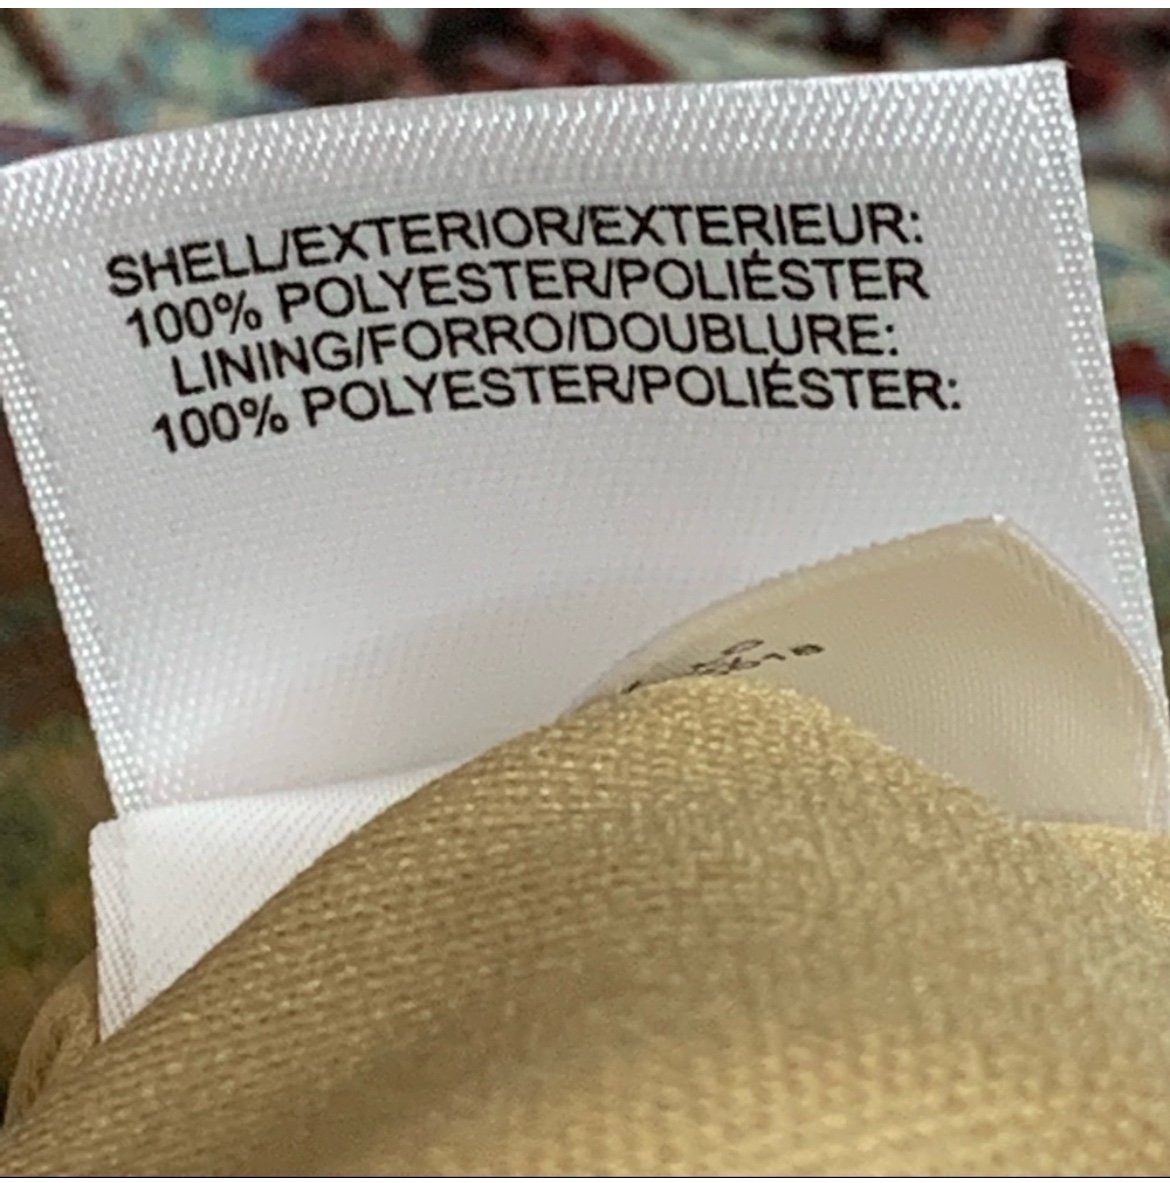 SHELL/EXTERIOR/EXTERIEUR:
100% POLYESTER/POLIÉSTER
LINING/FORRO/DOUBLURE:
100% POLYESTER/POLIÉSTER: